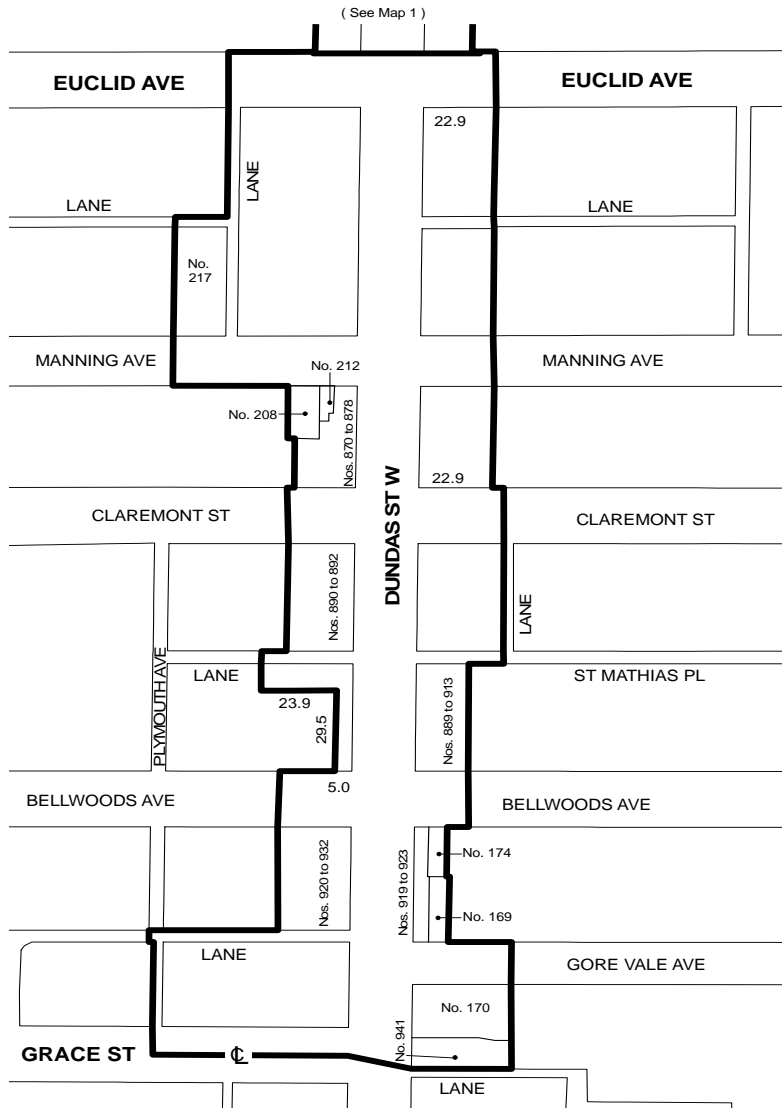 ( See Map 1 )
EUCLID AVE
EUCLID AVE
22.9
LANE
LANE
LANE
No.
217
MANNING AVE
No. 212
MANNING AVE
No. 208
Nos. 870 to 878
22.9
DUNDAS ST W
CLAREMONT ST
CLAREMONT ST
Nos. 890 to 892
LANE
PLYMOUTH AVE
LANE
ST MATHIAS PL
23.9
29.5
Nos. 889 to 913
5.0
BELLWOODS AVE
BELLWOODS AVE
No. 174
Nos. 920 to 932
Nos. 919 to 923
No. 169
LANE
GORE VALE AVE
No. 170
No. 941
GRACE ST
℄
LANE